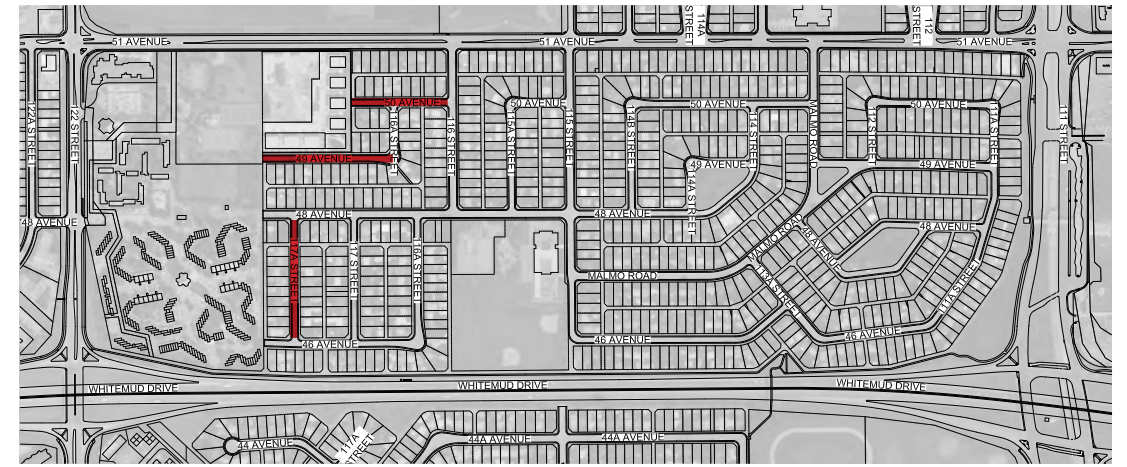 114A STREET
112 STREET
51 AVENUE
51 AVENUE
51 AVENUE
122A STREET
122 STREET
50 AVENUE
50 AVENUE
50 AVENUE
50 AVENUE
116A STREET
116 STREET
115A STREET
115 STREET
114B STREET
114 STREET
MALMO ROAD
112 STREET
111A STREET
111 STREET
49 AVENUE
49 AVENUE
49 AVENUE
114A STREET
48 AVENUE
48 AVENUE
48 AVENUE
48 AVENUE
48 AVENUE
MALMO ROAD
117A STREET
117 STREET
116A STREET
MALMO ROAD
113A STREET
111A STREET
46 AVENUE
46 AVENUE
46 AVENUE
WHITEMUD DRIVE
WHITEMUD DRIVE
WHITEMUD DRIVE
44 AVENUE
117A STREET
44A AVENUE
44A AVENUE